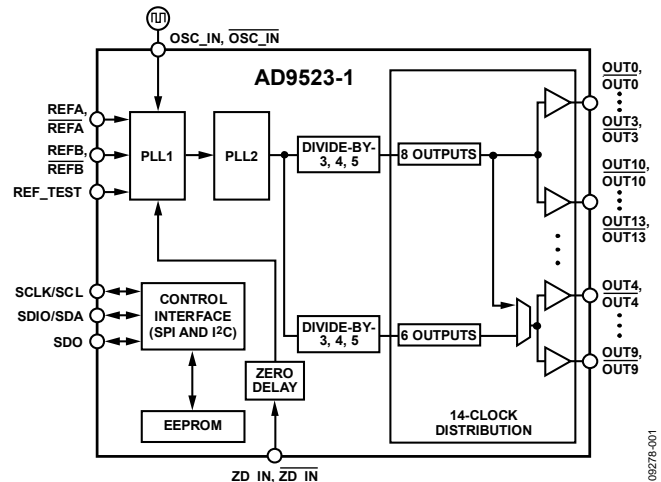 OSC_IN, OSC_IN
AD9523-1
REFA,
REFA
REFB,
REFB
REF_TEST
PLL1
PLL2
DIVIDE-BY-
3, 4, 5
8 OUTPUTS
OUT0,
OUT0
OUT3,
OUT3
OUT10,
OUT10
OUT13,
OUT13
SCLK/SCL
SDIO/SDA
SDO
CONTROL
INTERFACE
(SPI AND I2C)
EEPROM
ZERO
DELAY
DIVIDE-BY-
3, 4, 5
6 OUTPUTS
OUT4,
OUT4
OUT9,
OUT9
14-CLOCK
DISTRIBUTION
ZD_IN, ZD_IN
09278-001